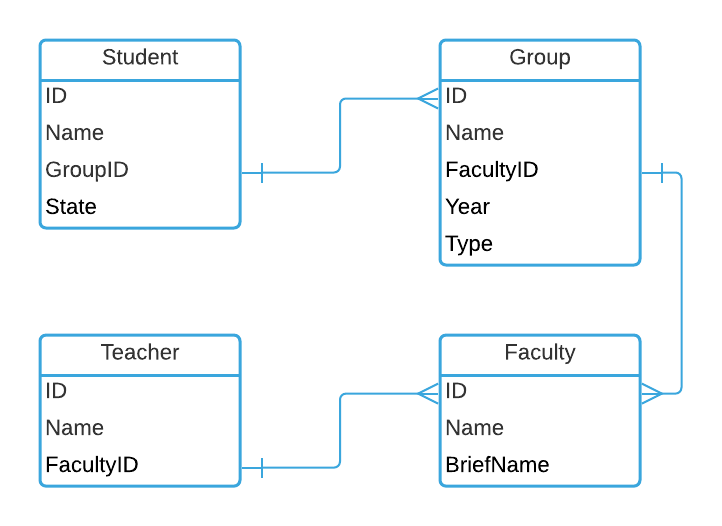 Student
ID
Name
GroupID
State
Group
ID
Name
FacultyID
Year
Type
Teacher
ID
Name
FacultyID
Faculty
ID
Name
BriefName